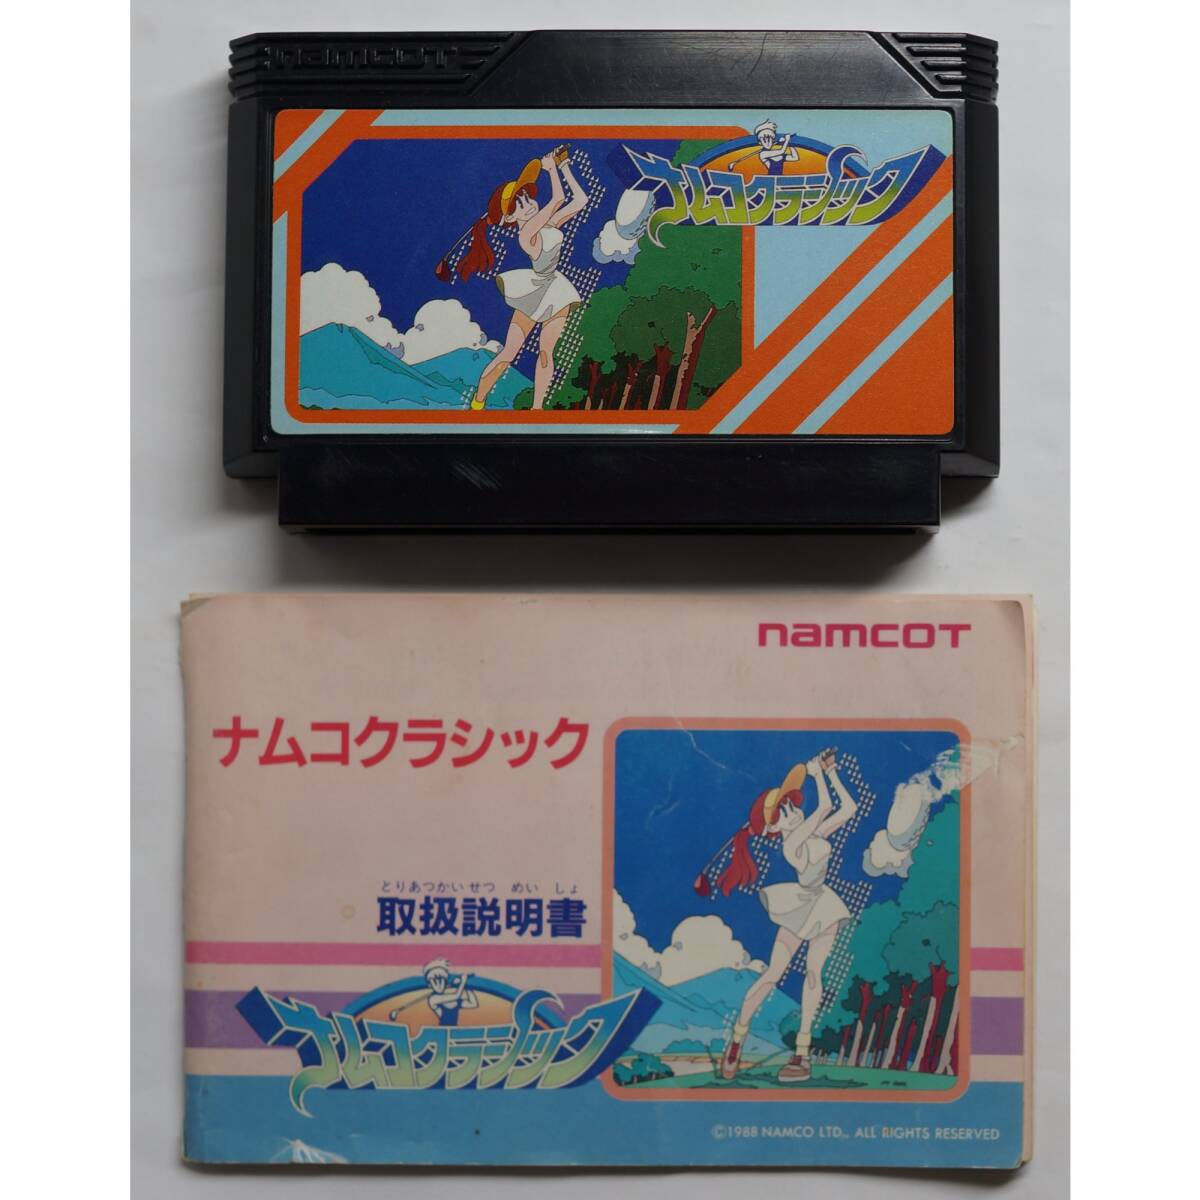 namcot
ナムコクラシック
namcot
ナムコクラシック
とりあつかいせつ めい しょ
取扱説明書
ナムコクラシック
©1988 NAMCO LTD., ALL RIGHTS RESERVED